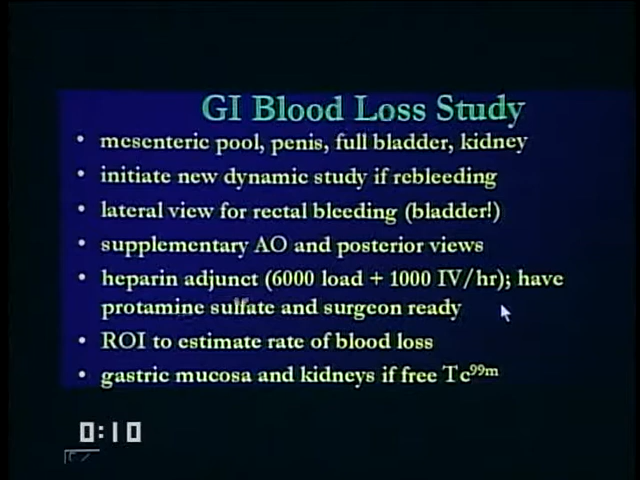 GI Blood Loss Study
• mesenteric pool, penis, full bladder, kidney
• initiate new dynamic study if rebleeding
• lateral view for rectal bleeding (bladder!)
• supplementary AO and posterior views
• heparin adjunct (6000 load + 1000 IV/hr); have
protamine sulfate and surgeon ready
• ROI to estimate rate of blood loss
• gastric mucosa and kidneys if free Tc99m
0:10